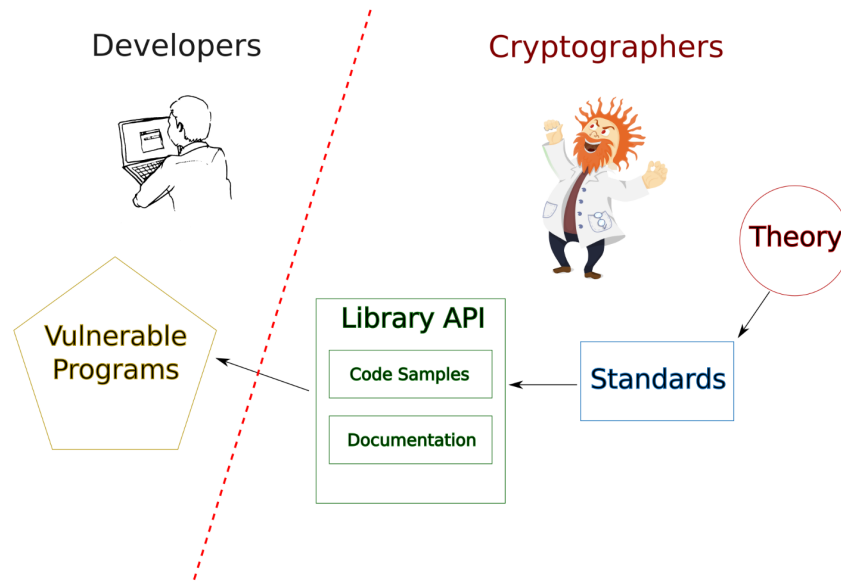 Developers
Cryptographers
Theory
Library API
Vulnerable
Programs
Code Samples
Standards
Documentation